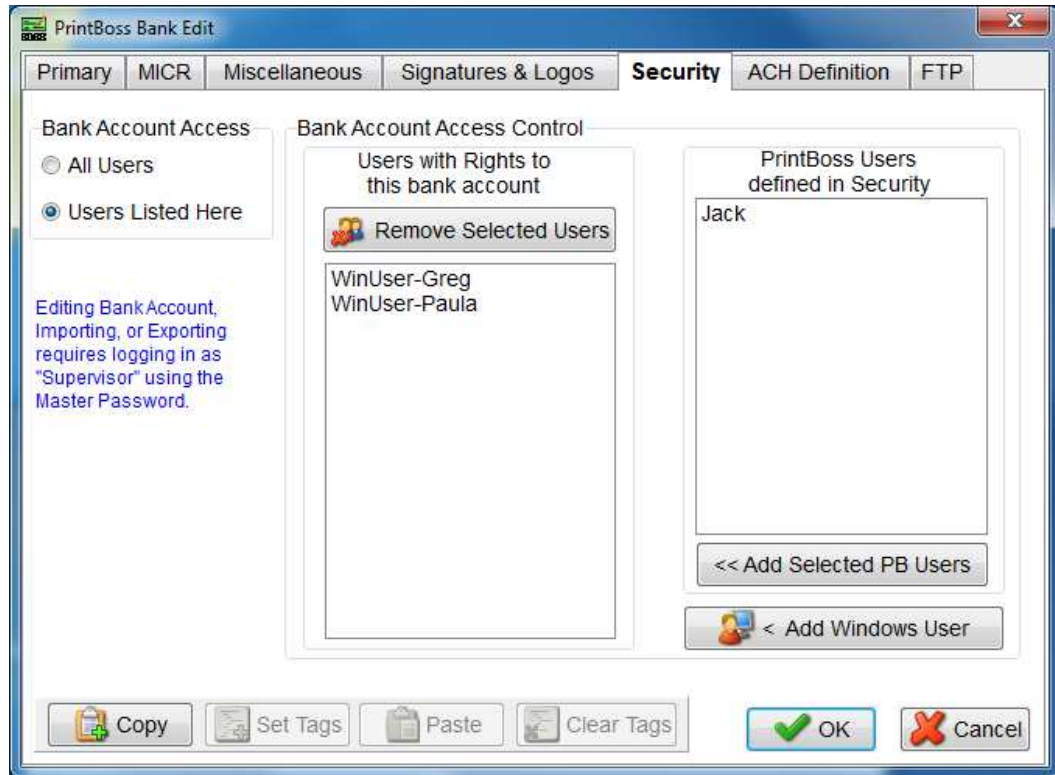 PrintBoss Bank Edit
Primary
MICR
Miscellaneous
Signatures & Logos
Security
ACH Definition
FTP
Bank Account Access
All Users
Users Listed Here
Editing Bank Account,
Importing, or Exporting
requires logging in as
"Supervisor" using the
Master Password.
Bank Account Access Control
Users with Rights to
this bank account
Remove Selected Users
WinUser-Greg
WinUser-Paula
PrintBoss Users
defined in Security
Jack
<< Add Selected PB Users
< Add Windows User
Copy
Set Tags
Paste
Clear Tags
OK
Cancel